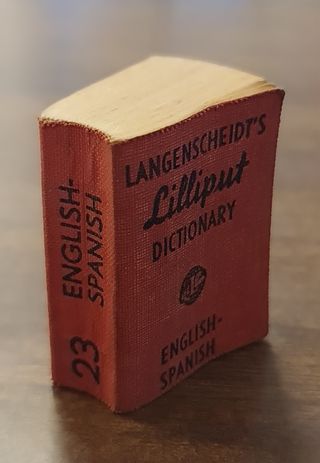 LANGENSCHEIDT'S
Lilliput
DICTIONARY
L
ENGLISH-
SPANISH
ENGLISH-
SPANISH
23